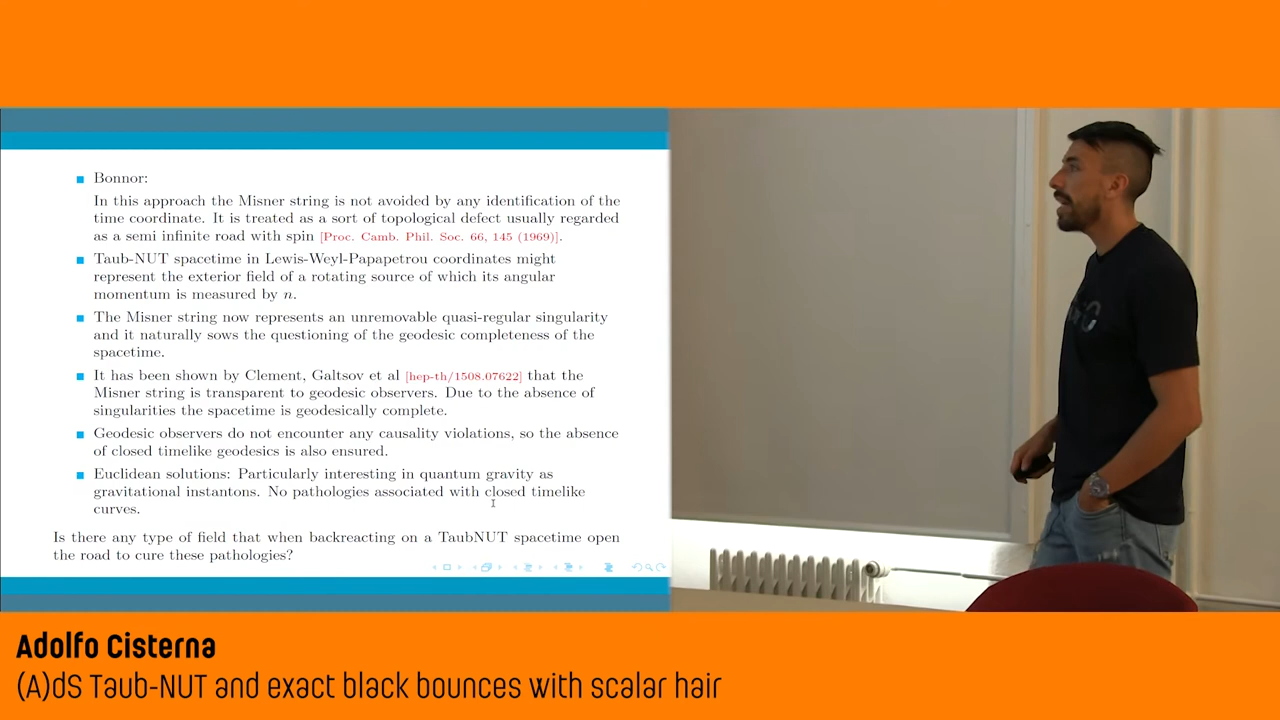 Bonnor:
In this approach the Misner string is not avoided by any identification of the
time coordinate. It is treated as a sort of topological defect usually regarded
as a semi infinite road with spin [Proc. Camb. Phil. Soc. 66, 145 (1969)].
Taub-NUT spacetime in Lewis-Weyl-Papapetrou coordinates might
represent the exterior field of a rotating source of which its angular
momentum is measured by n.
The Misner string now represents an unremovable quasi-regular singularity
and it naturally sows the questioning of the geodesic completeness of the
spacetime.
It has been shown by Clement, Galtsov et al [hep-th/1508.07622] that the
Misner string is transparent to geodesic observers. Due to the absence of
singularities the spacetime is geodesically complete.
Geodesic observers do not encounter any causality violations, so the absence
of closed timelike geodesics is also ensured.
Euclidean solutions: Particularly interesting in quantum gravity as
gravitational instantons. No pathologies associated with closed timelike
curves.
Is there any type of field that when backreacting on a TaubNUT spacetime open
the road to cure these pathologies?
Adolfo Cisterna
(A)dS Taub-NUT and exact black bounces with scalar hair